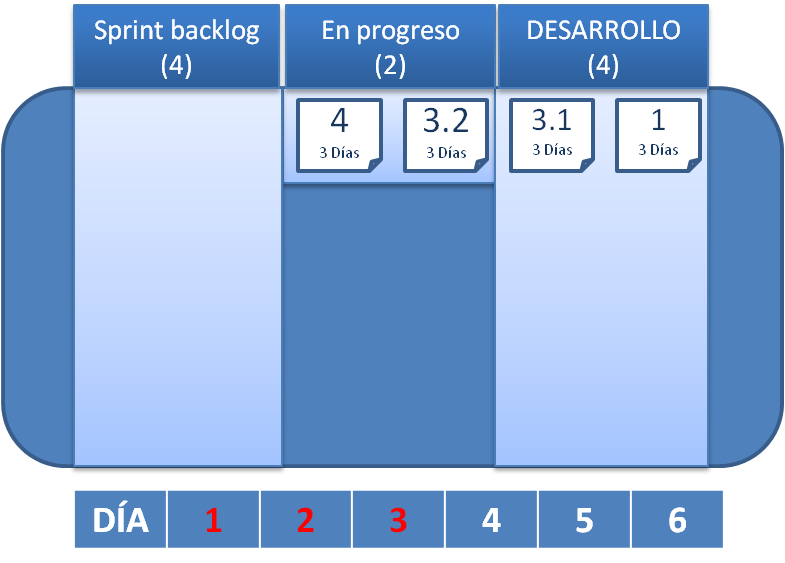 Sprint backlog
(4)
En progreso
(2)
DESARROLLO
(4)
4
3 Días
3.2
3 Días
3.1
3 Días
1
3 Días
DÍA 1 2 3 4 5 6